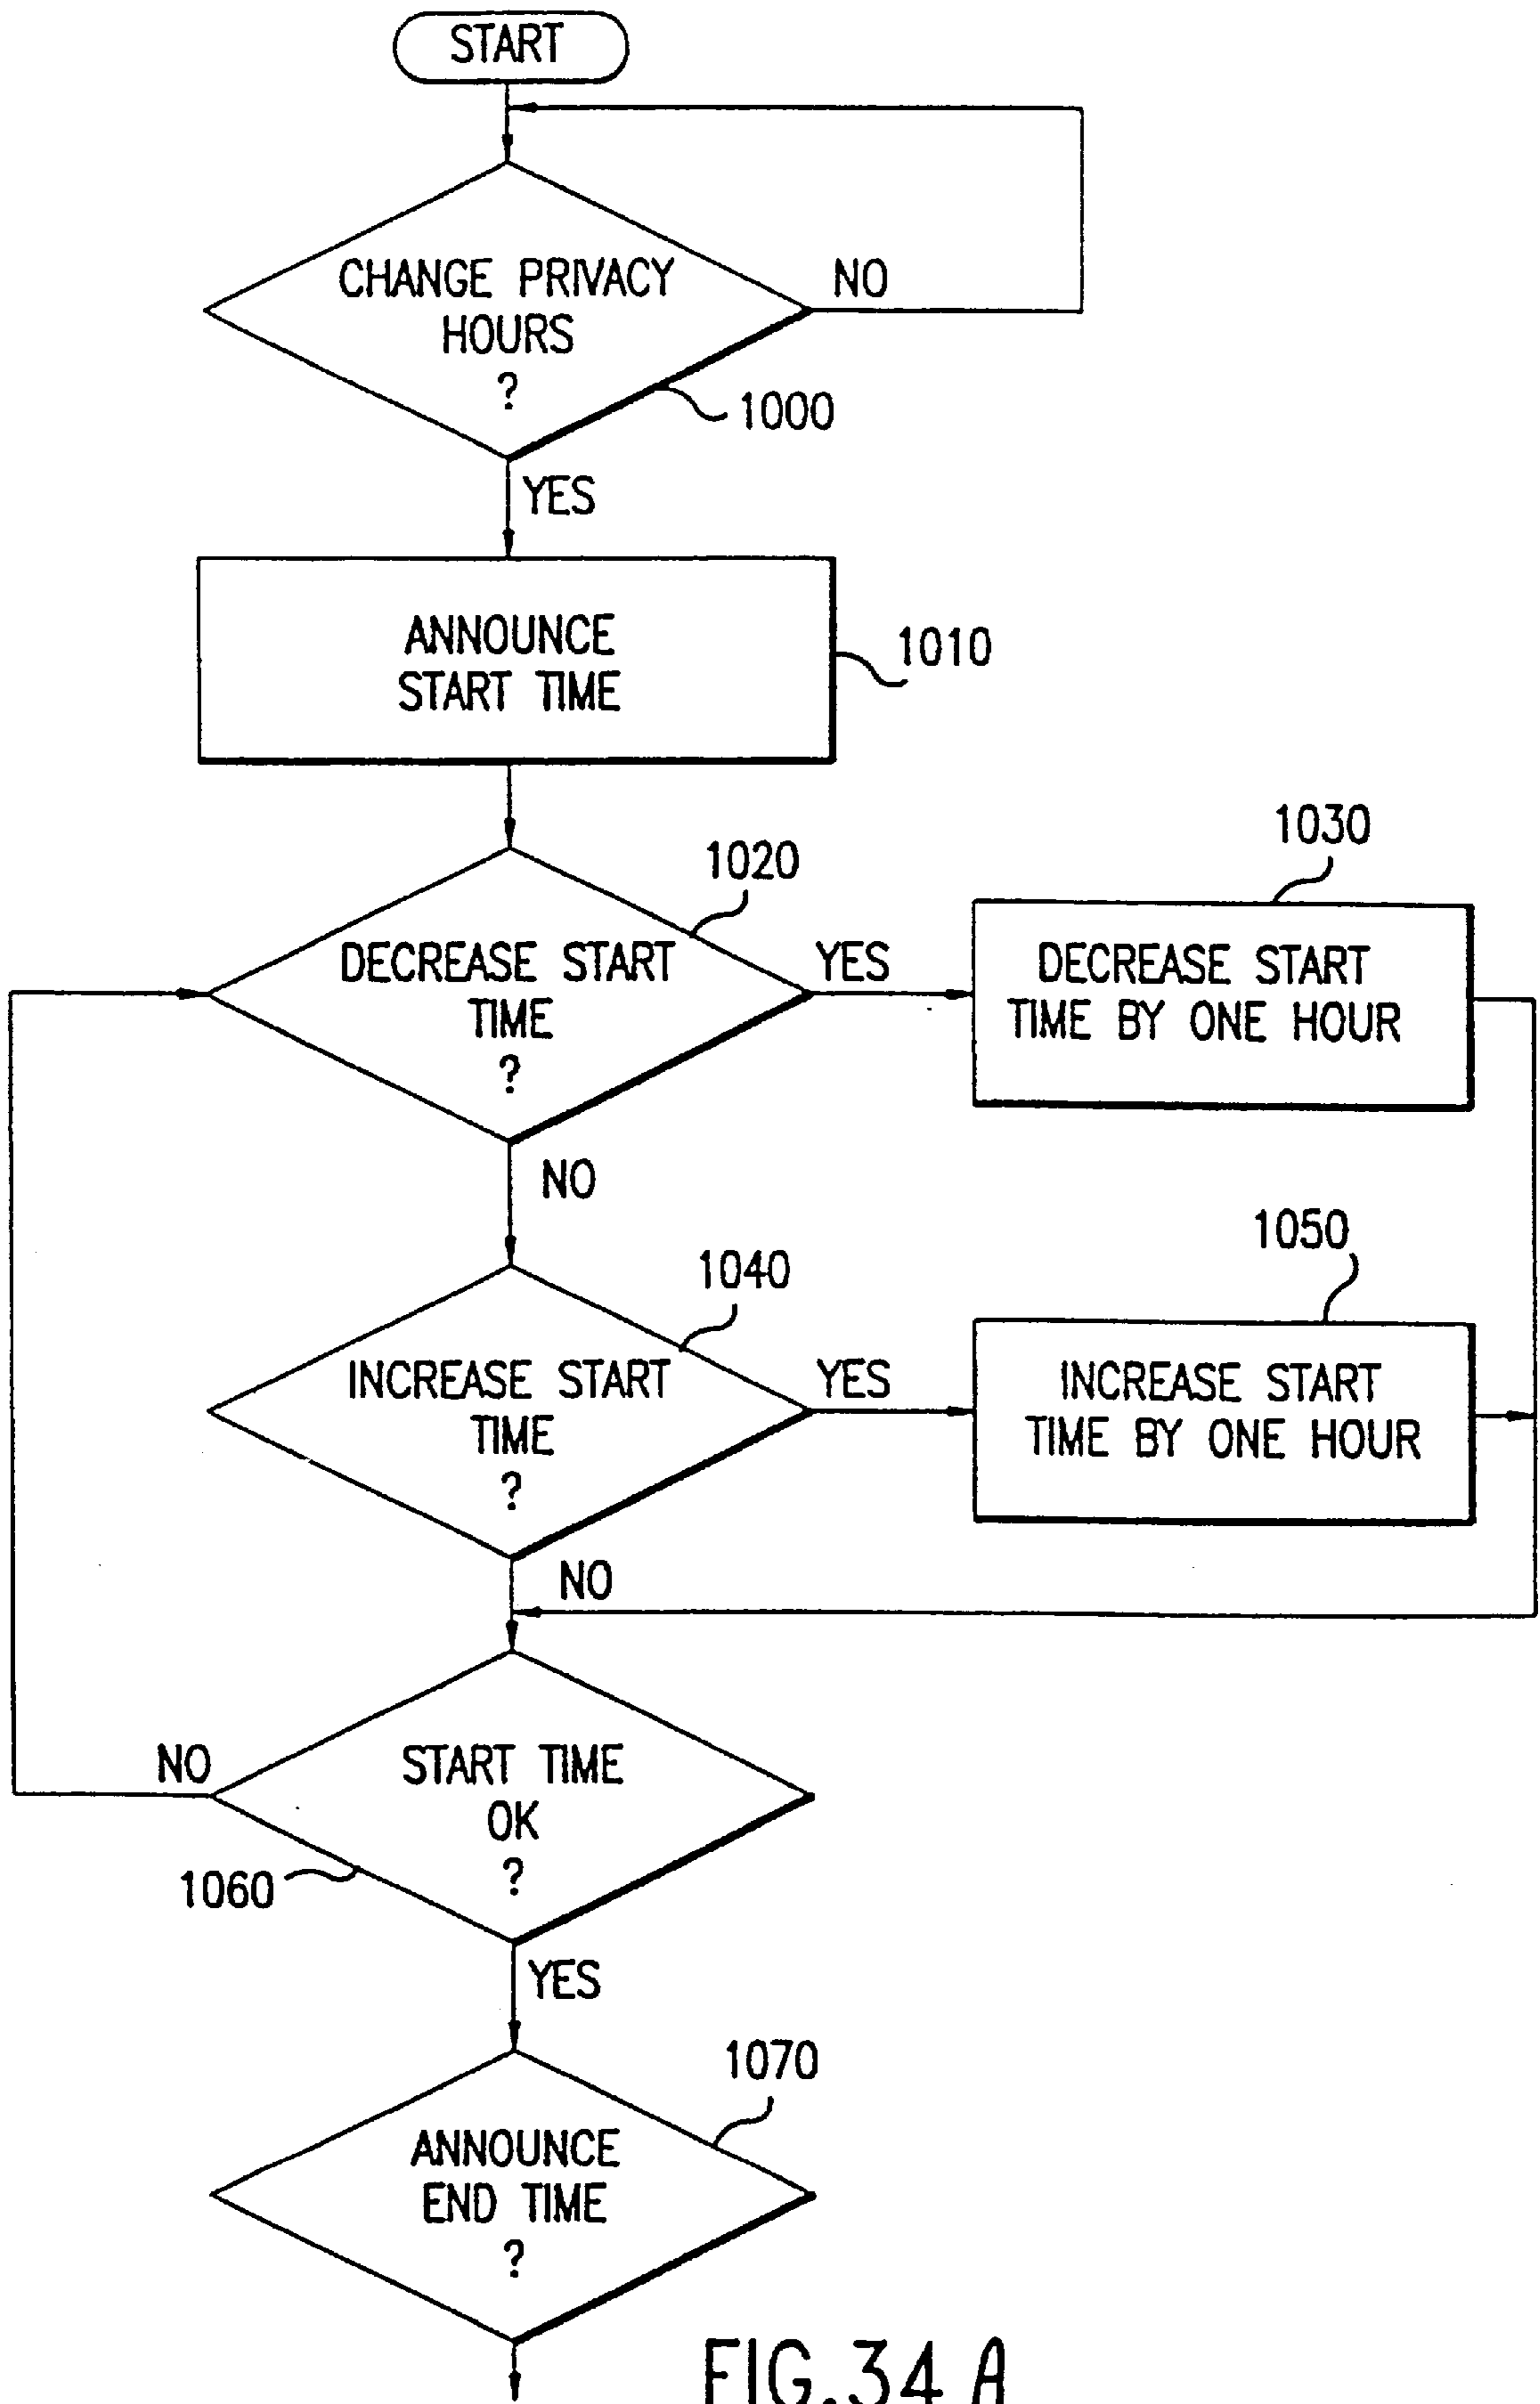 START
CHANGE PRIVACY
HOURS
?
NO
1000
YES
ANNOUNCE
START TIME
1010
1020
DECREASE START
TIME
?
YES
1030
DECREASE START
TIME BY ONE HOUR
NO
1040
INCREASE START
TIME
?
YES
1050
INCREASE START
TIME BY ONE HOUR
NO
START TIME
OK
?
NO
1060
YES
1070
ANNOUNCE
END TIME
?
FIG.34 A